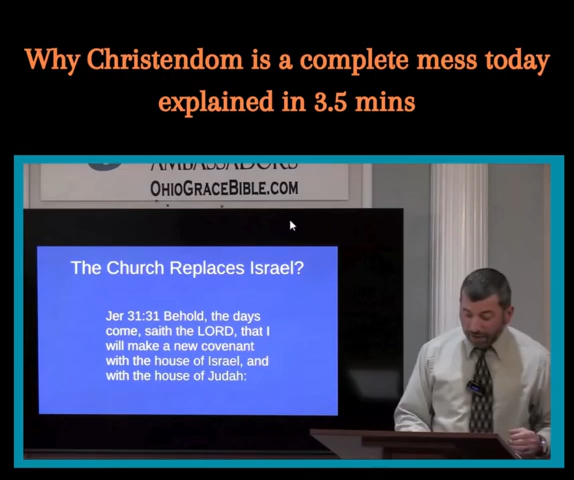 Why Christendom is a complete mess today
explained in 3.5 mins
AMBASSADORS
OHIOGRACEBIBLE.COM
The Church Replaces Israel?
Jer 31:31 Behold, the days
come, saith the LORD, that I
will make a new covenant
with the house of Israel, and
with the house of Judah: